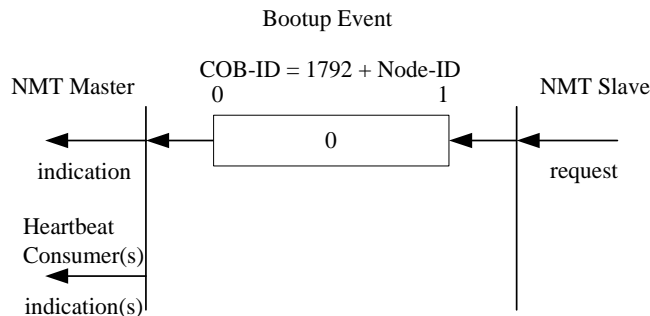 Bootup Event
COB-ID = 1792 + Node-ID
NMT Master
0
1
NMT Slave
0
indication
request
Heartbeat
Consumer(s)
indication(s)